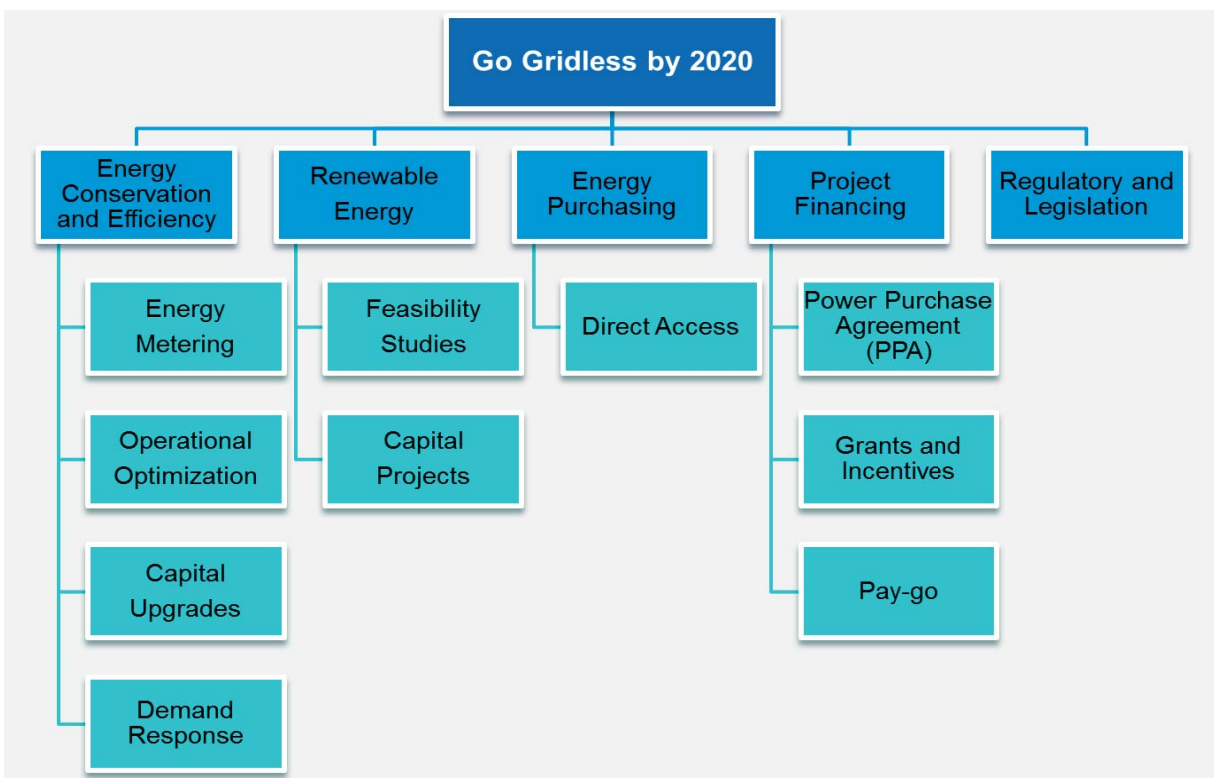 Go Gridless by 2020
Energy
Conservation
and Efficiency
Renewable
Energy
Energy
Purchasing
Project
Financing
Regulatory and
Legislation
Energy
Metering
Feasibility
Studies
Direct Access
Power Purchase
Agreement
(PPA)
Operational
Optimization
Capital
Projects
Grants and
Incentives
Capital
Upgrades
Pay-go
Demand
Response